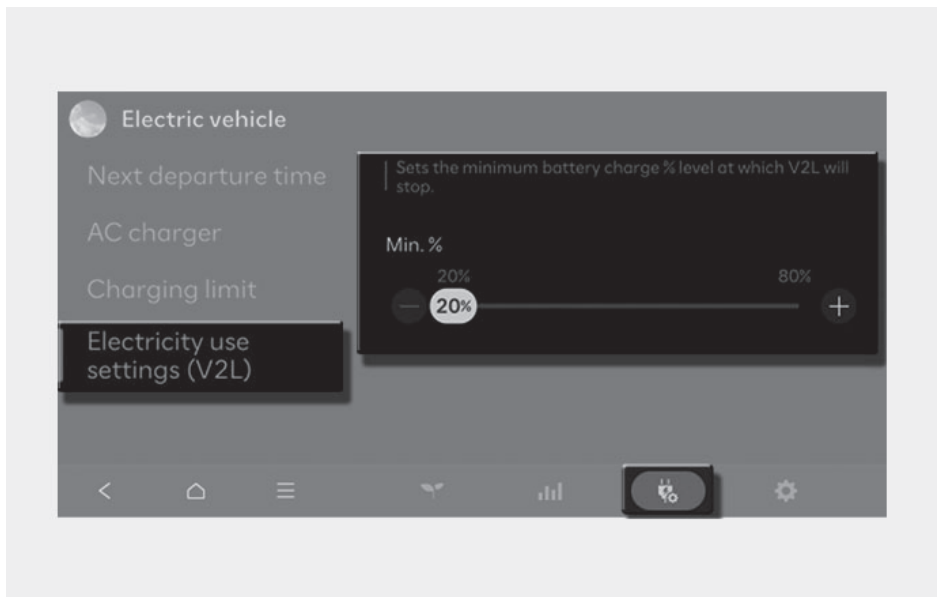 Electric vehicle
Next departure time
AC charger
Charging limit
Electricity use
settings (V2L)
Sets the minimum battery charge % level at which V2L will
stop.
Min. %
20%
80%
20%